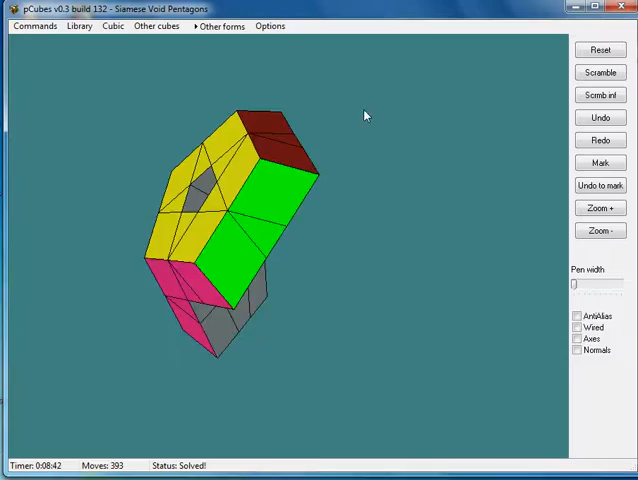 pCubes v0.3 build 132 - Siamese Void Pentagons
Commands Library Cubic Other cubes Other forms Options
Reset
Scramble
Scrmb inf
Undo
Redo
Mark
Undo to mark
Zoom +
Zoom -
Pen width
AntiAlias
Wired
Axes
Normals
Timer: 0:08:42 Moves: 393 Status: Solved!